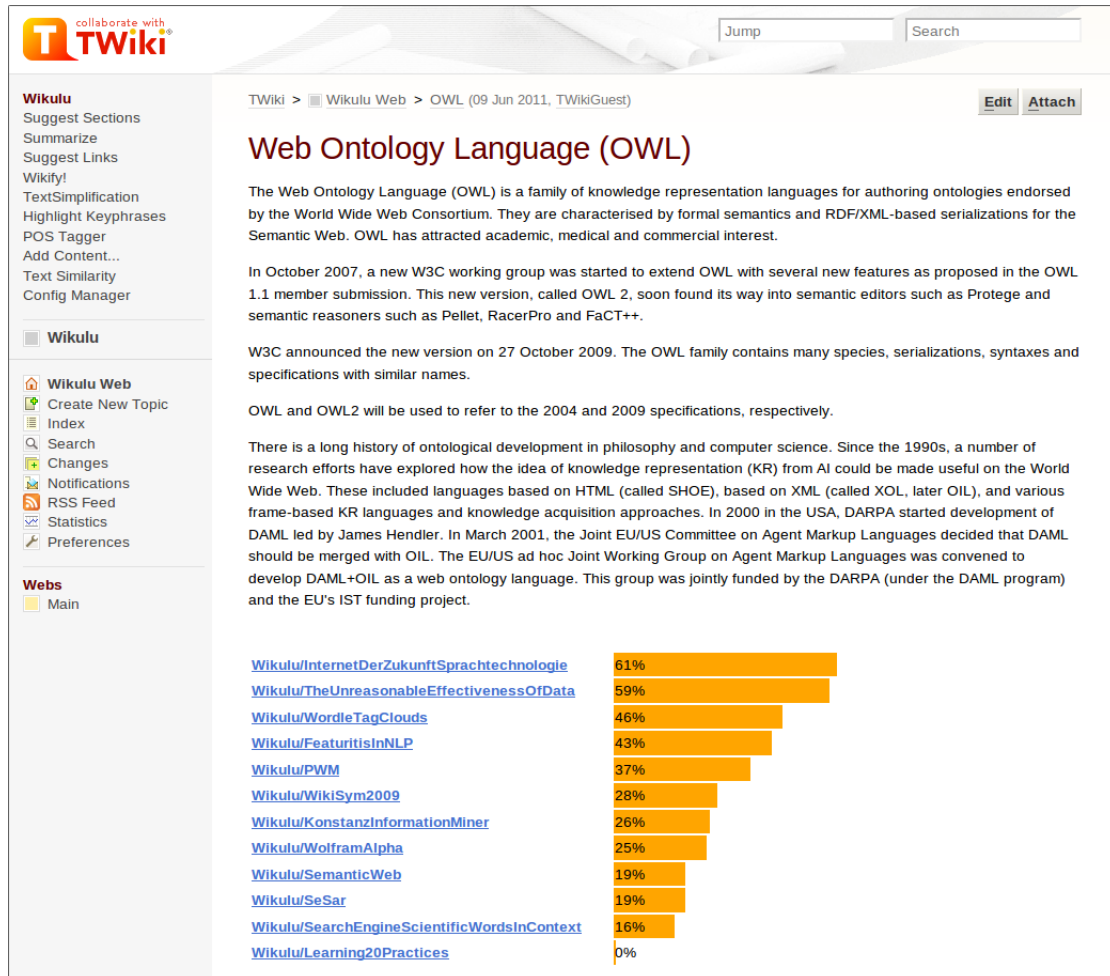 collaborate with
TWiki®
Jump
Search
Wikulu
Suggest Sections
Summarize
Suggest Links
Wikify!
TextSimplification
Highlight Keyphrases
POS Tagger
Add Content...
Text Similarity
Config Manager
Wikulu
Wikulu Web
Create New Topic
Index
Search
Changes
Notifications
RSS Feed
Statistics
Preferences
Webs
Main
TWiki > Wikulu Web > OWL (09 Jun 2011, TWikiGuest)
Edit Attach
Web Ontology Language (OWL)
The Web Ontology Language (OWL) is a family of knowledge representation languages for authoring ontologies endorsed
by the World Wide Web Consortium. They are characterised by formal semantics and RDF/XML-based serializations for the
Semantic Web. OWL has attracted academic, medical and commercial interest.
In October 2007, a new W3C working group was started to extend OWL with several new features as proposed in the OWL
1.1 member submission. This new version, called OWL 2, soon found its way into semantic editors such as Protege and
semantic reasoners such as Pellet, RacerPro and FaCT++.
W3C announced the new version on 27 October 2009. The OWL family contains many species, serializations, syntaxes and
specifications with similar names.
OWL and OWL2 will be used to refer to the 2004 and 2009 specifications, respectively.
There is a long history of ontological development in philosophy and computer science. Since the 1990s, a number of
research efforts have explored how the idea of knowledge representation (KR) from AI could be made useful on the World
Wide Web. These included languages based on HTML (called SHOE), based on XML (called XOL, later OIL), and various
frame-based KR languages and knowledge acquisition approaches. In 2000 in the USA, DARPA started development of
DAML led by James Hendler. In March 2001, the Joint EU/US Committee on Agent Markup Languages decided that DAML
should be merged with OIL. The EU/US ad hoc Joint Working Group on Agent Markup Languages was convened to
develop DAML+OIL as a web ontology language. This group was jointly funded by the DARPA (under the DAML program)
and the EU's IST funding project.
Wikulu/InternetDerZukunftSprachtechnologie 61%
Wikulu/TheUnreasonableEffectivenessOfData 59%
Wikulu/WordleTagClouds 46%
Wikulu/FeaturitisInNLP 43%
Wikulu/PWM 37%
Wikulu/WikiSym2009 28%
Wikulu/KonstanzInformationMiner 26%
Wikulu/WolframAlpha 25%
Wikulu/SemanticWeb 19%
Wikulu/SeSar 19%
Wikulu/SearchEngineScientificWordsInContext 16%
Wikulu/Learning20Practices 0%